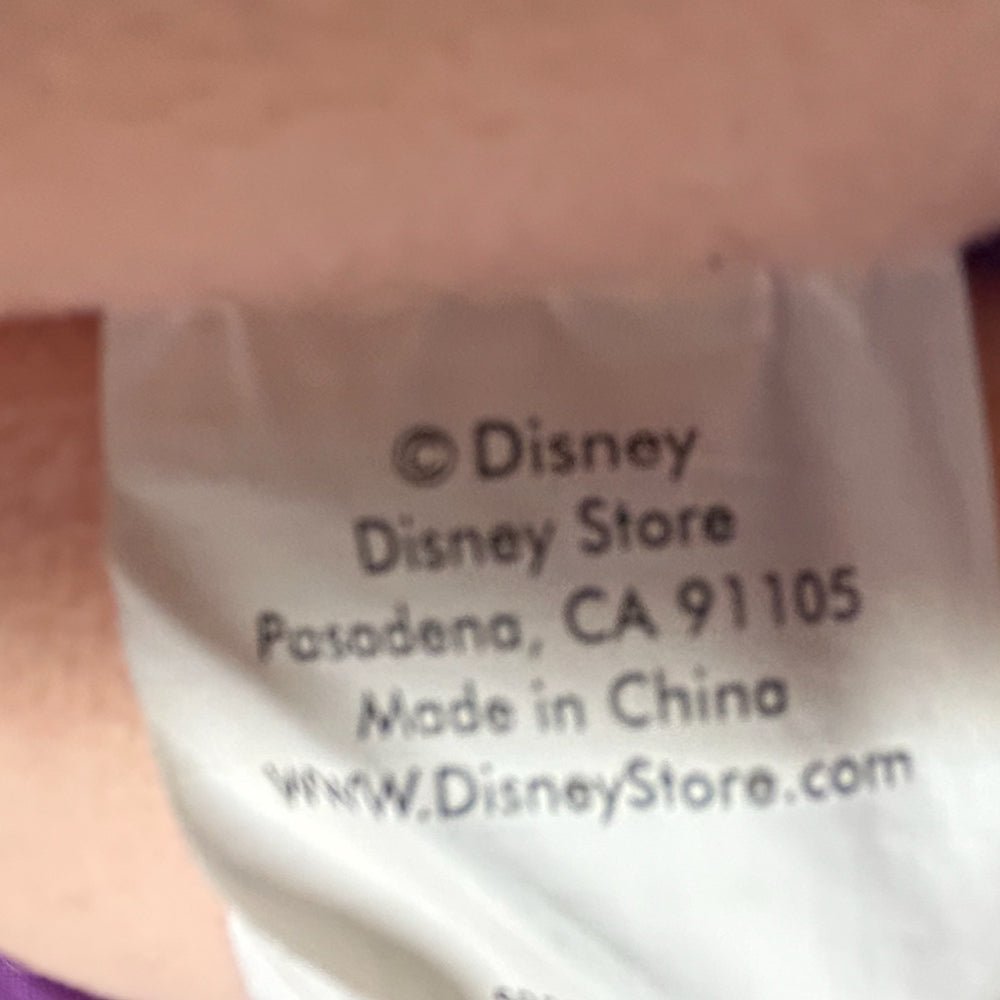 © Disney
Disney Store
Pasadena, CA 91105
Made in China
www.DisneyStore.com